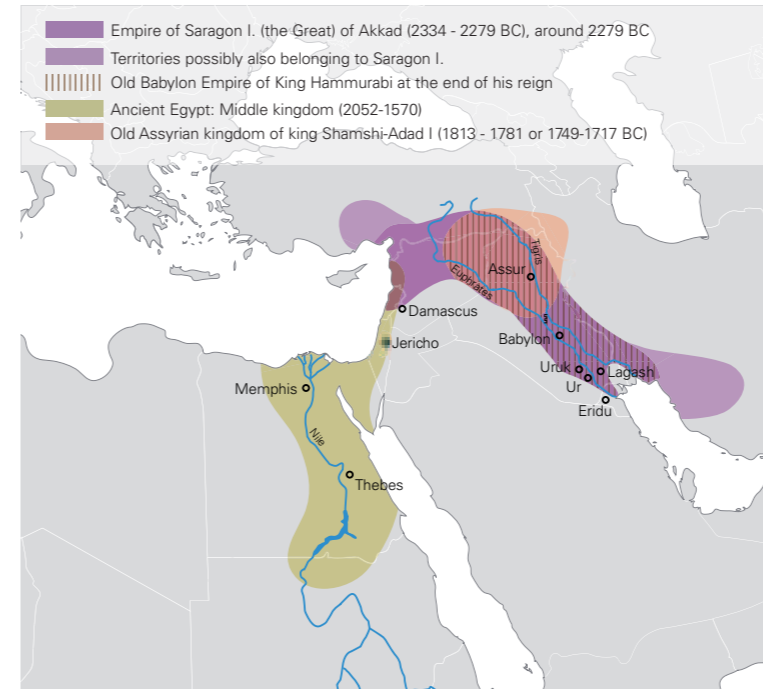 Empire of Saragon I. (the Great) of Akkad (2334 - 2279 BC), around 2279 BC
Territories possibly also belonging to Saragon I.
Old Babylon Empire of King Hammurabi at the end of his reign
Ancient Egypt: Middle kingdom (2052-1570)
Old Assyrian kingdom of king Shamshi-Adad I (1813 - 1781 or 1749-1717 BC)
Tigris
Assur
Euphrates
Damascus
Babylon
Jericho
Uruk
Lagash
Ur
Memphis
Eridu
Nile
Thebes